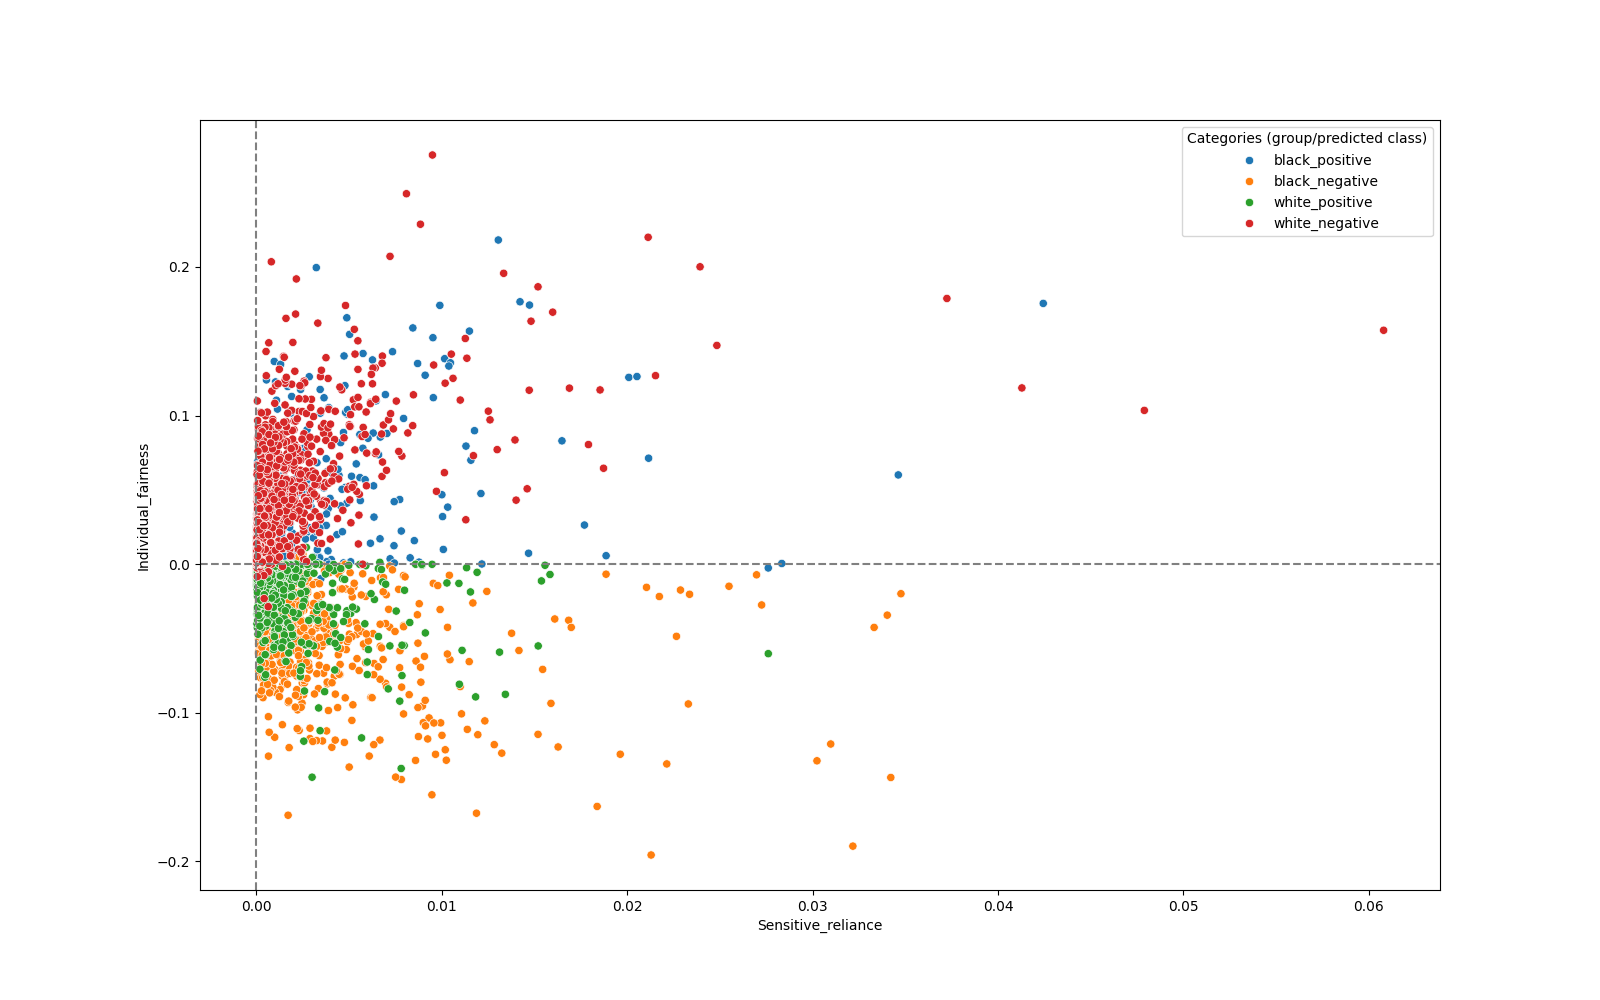 Categories (group/predicted class)
black_positive
black_negative
white_positive
white_negative
Individual_fairness
0.2
0.1
0.0
−0.1
−0.2
0.00
0.01
0.02
0.03
0.04
0.05
0.06
Sensitive_reliance